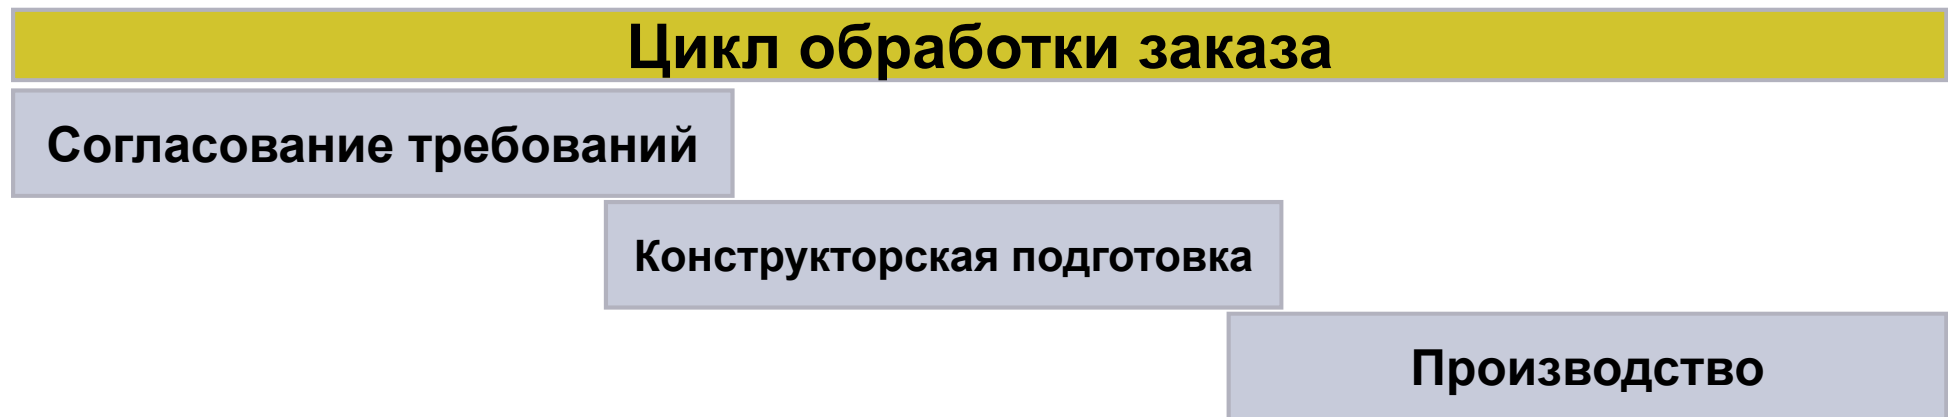 Цикл обработки заказа
Согласование требований
Конструкторская подготовка
Производство